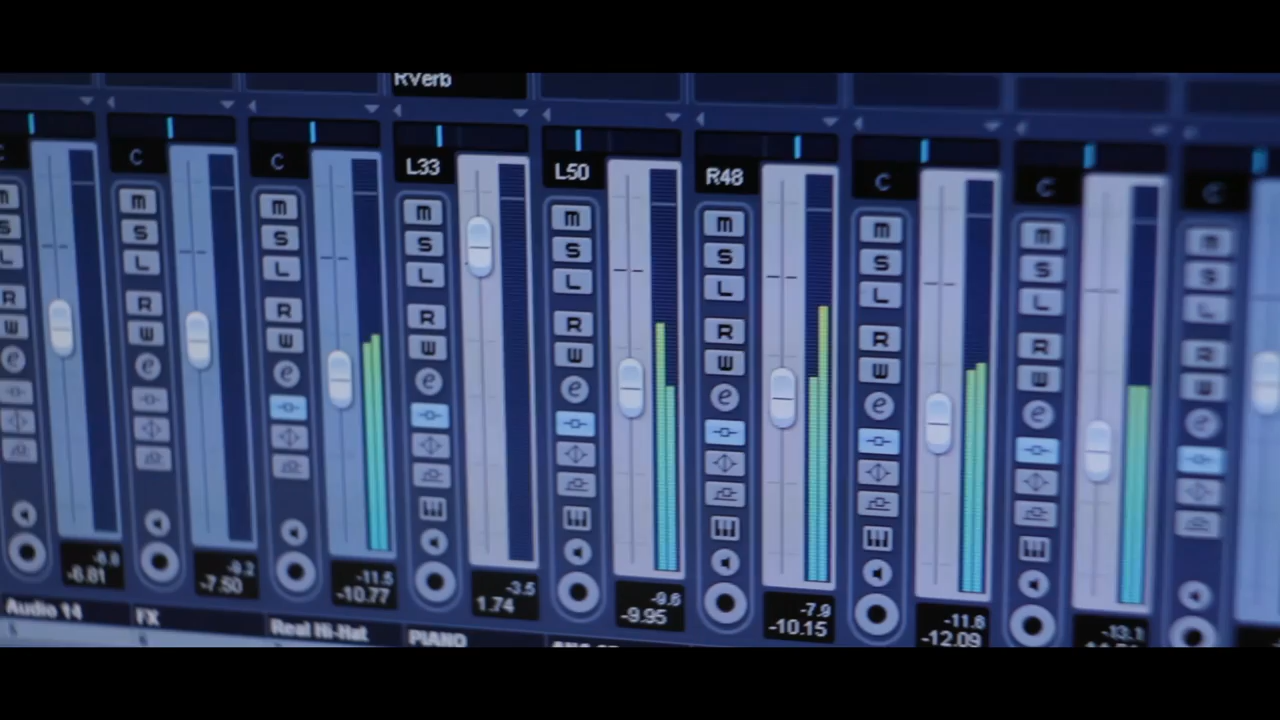 RVerb
C C C L33 L50 R48 C C C
M M M M M M M M M
S S S S S S S S S
L L L L L L L L L
R R R R R R R R R
W W W W W W W W W
e e e e e e e e e
-11.5 -3.5 -9.6 -7.9 -11.6 -13.1
-6.81 -7.50 -10.77 1.74 -9.95 -10.15 -12.09
Audio 14 FX Real Hi-Hat PIANO